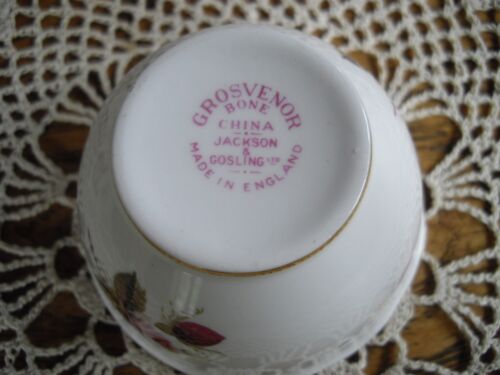 GROSVENOR
BONE
CHINA
JACKSON
&
GOSLING LTD
MADE IN ENGLAND